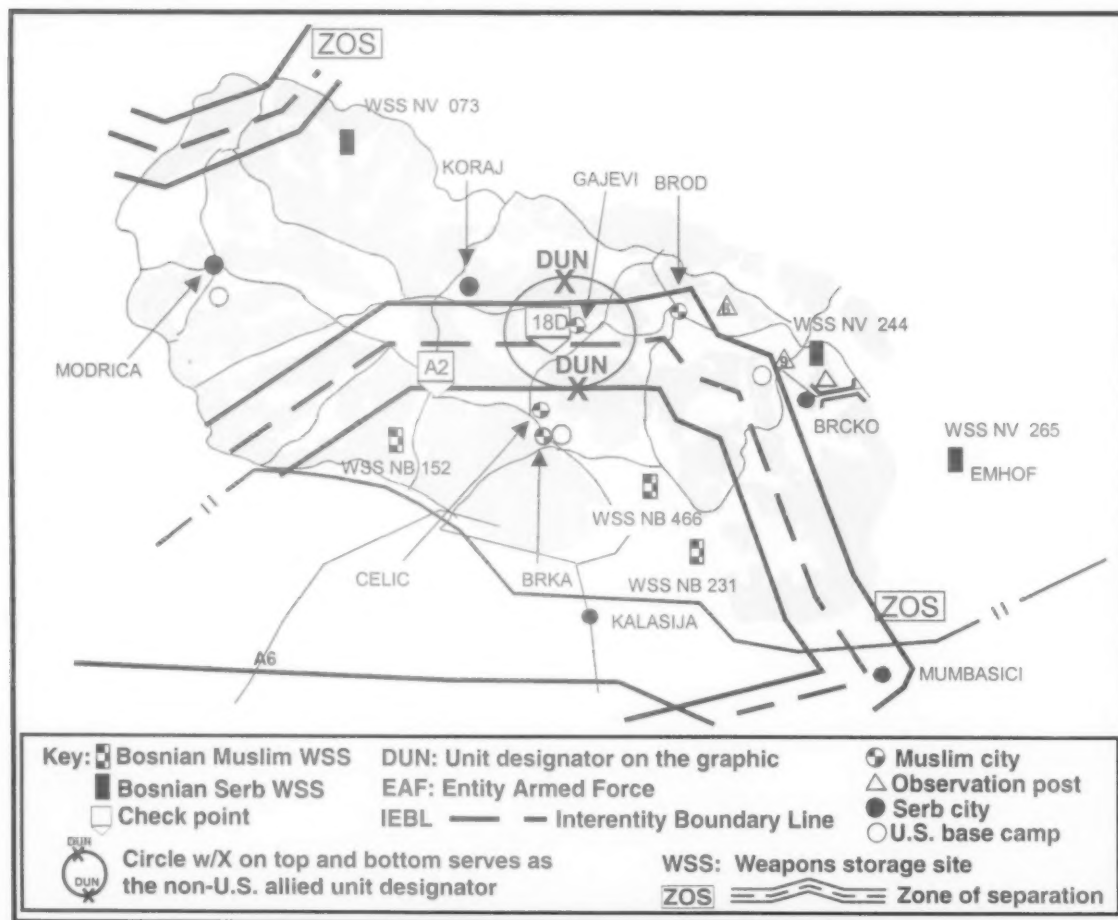 ZOS
WSS NV 073
KORAJ
GAJEVI
BROD
DUN
18D
WSS NV 244
MODRICA
A2
DUN
BRCKO
WSS NV 265
EMHOF
WSS NB 152
WSS NB 466
CELIC
BRKA
WSS NB 231
ZOS
KALASIJA
A6
MUMBASICI
Key: Bosnian Muslim WSS
Bosnian Serb WSS
Check point
DUN
DUN
Circle w/X on top and bottom serves as
the non-U.S. allied unit designator
DUN: Unit designator on the graphic
EAF: Entity Armed Force
IEBL Interentity Boundary Line
Muslim city
Observation post
Serb city
U.S. base camp
WSS: Weapons storage site
ZOS Zone of separation